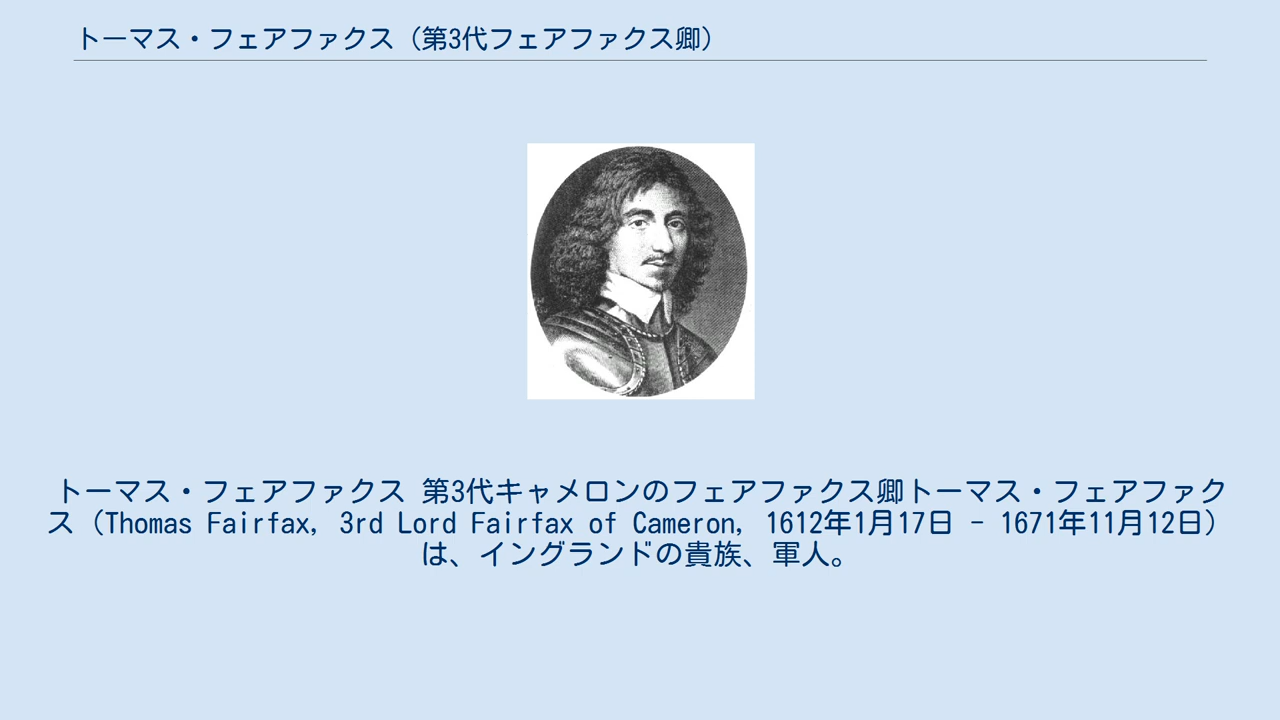 トーマス・フェアファクス（第3代フェアファクス卿）
トーマス・フェアファクス 第3代キャメロンのフェアファクス卿トーマス・フェアファク
ス（Thomas Fairfax, 3rd Lord Fairfax of Cameron, 1612年1月17日 - 1671年11月12日）
は、イングランドの貴族、軍人。